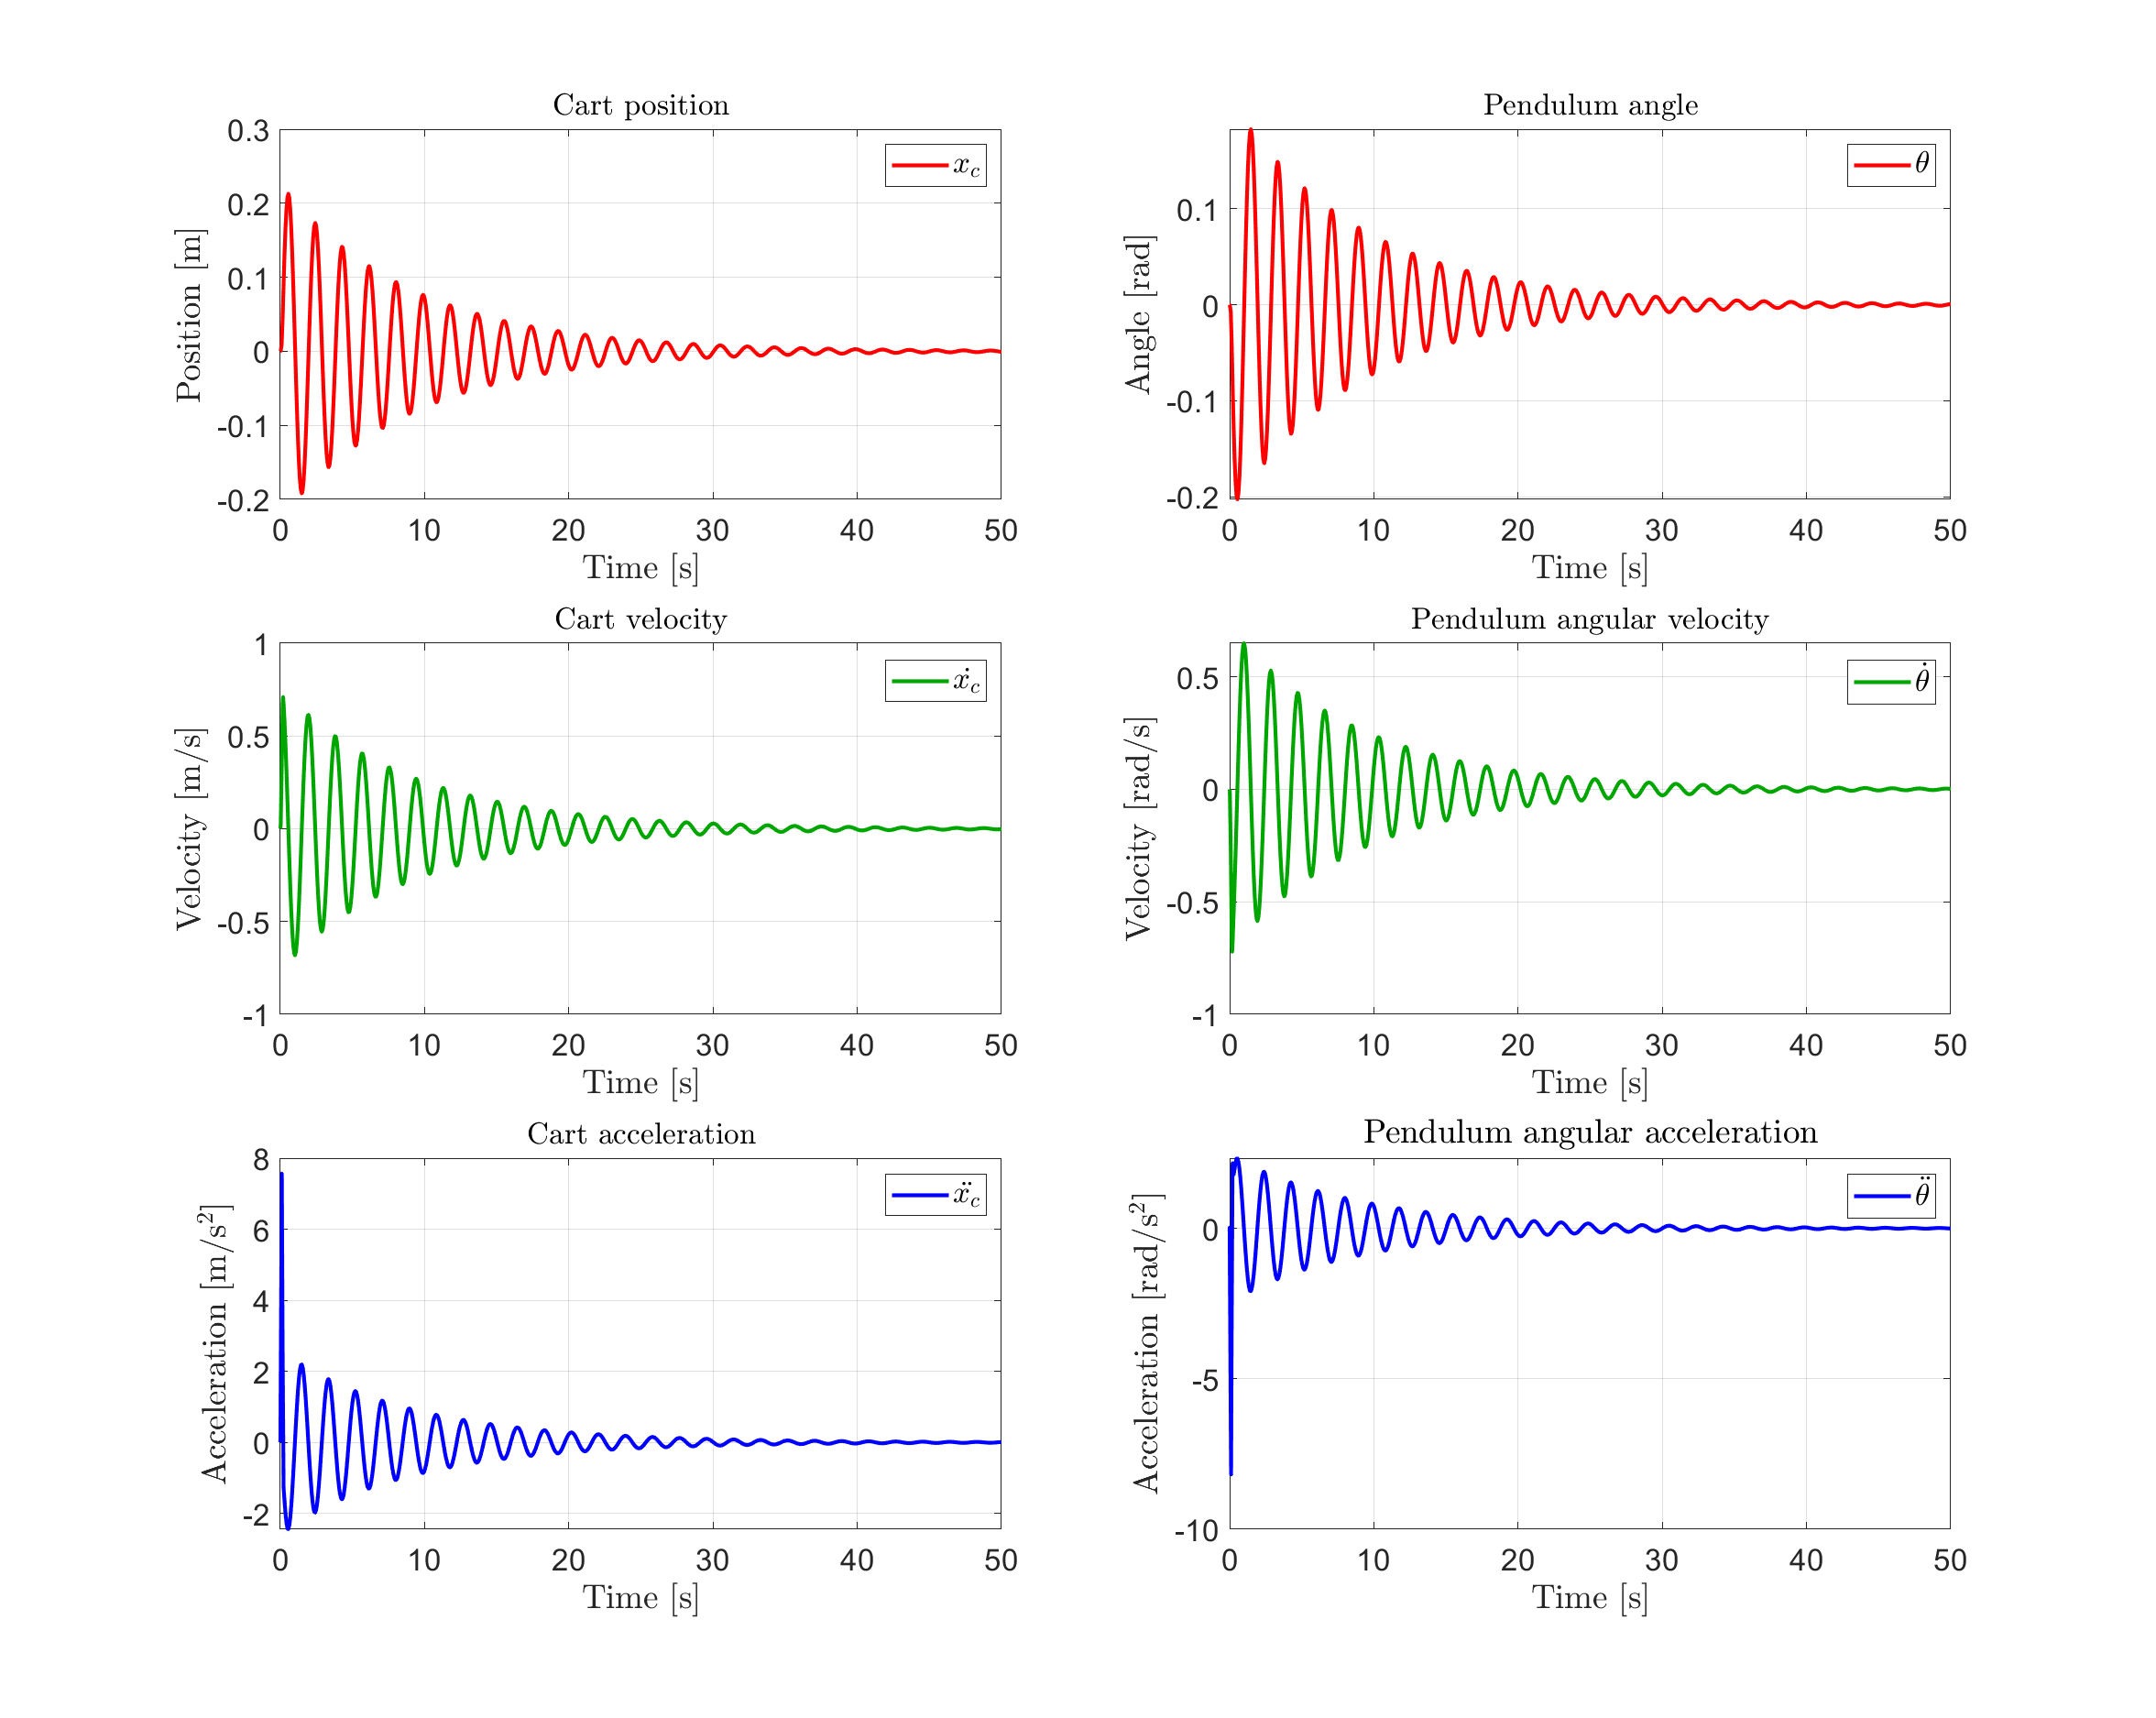 Cart position
0.3
0.2
0.1
0
-0.1
-0.2
Position [m]
x_c
0 10 20 30 40 50
Time [s]
Pendulum angle
0.1
0
-0.1
-0.2
Angle [rad]
θ
0 10 20 30 40 50
Time [s]
Cart velocity
1
0.5
0
-0.5
-1
Velocity [m/s]
ẋ_c
0 10 20 30 40 50
Time [s]
Pendulum angular velocity
0.5
0
-0.5
-1
Velocity [rad/s]
θ̇
0 10 20 30 40 50
Time [s]
Cart acceleration
8
6
4
2
0
-2
Acceleration [m/s²]
ẍ_c
0 10 20 30 40 50
Time [s]
Pendulum angular acceleration
0
-5
-10
Acceleration [rad/s²]
θ̈
0 10 20 30 40 50
Time [s]